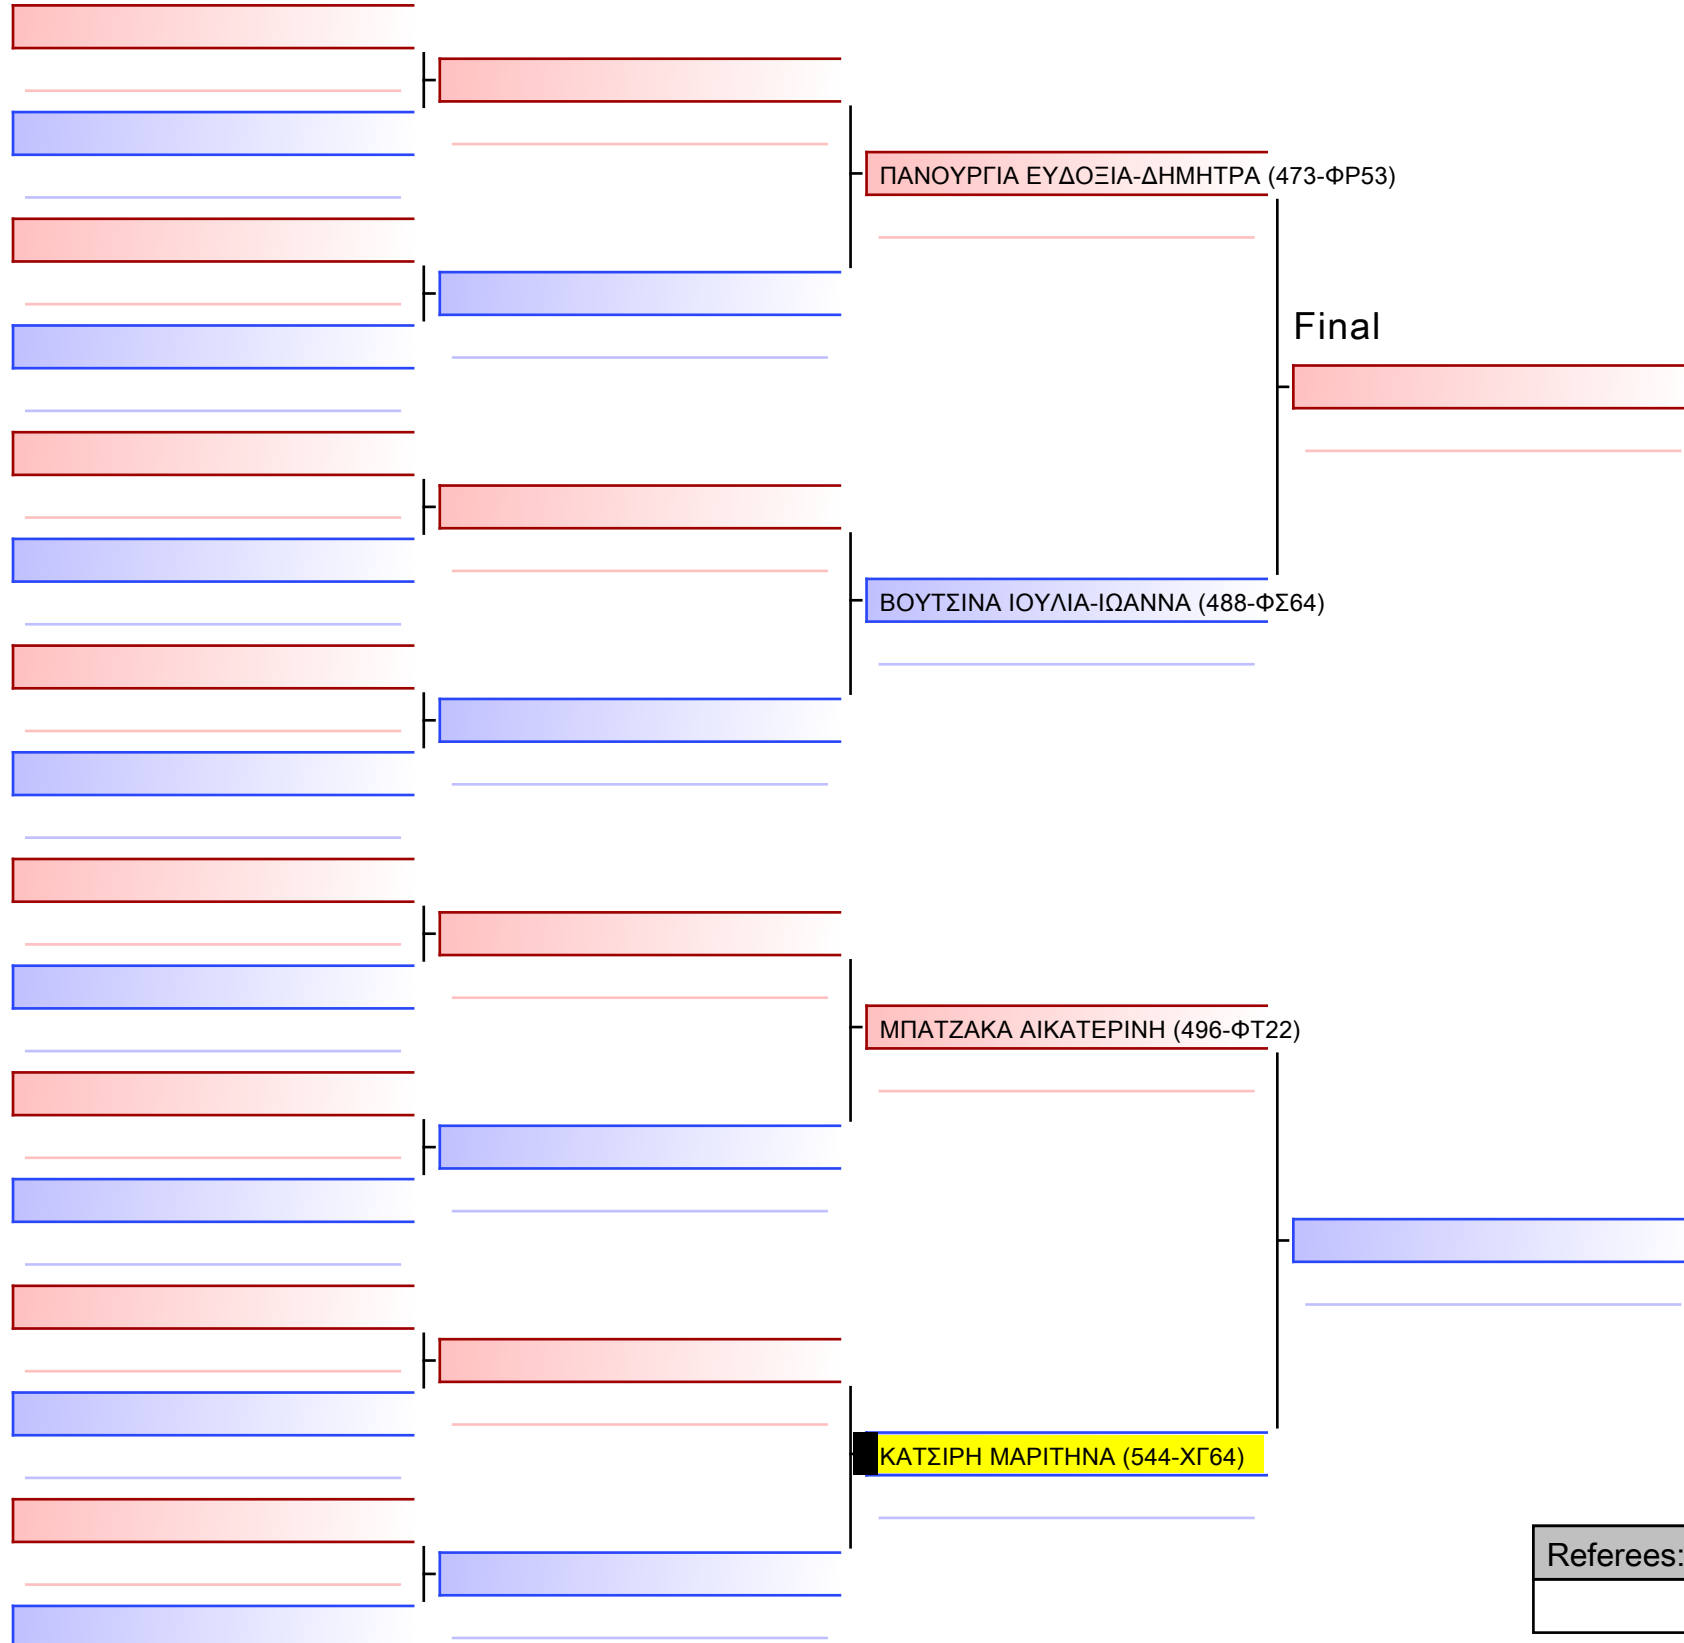 ΠΑΝΟΥΡΓΙΑ ΕΥΔΟΞΙΑ-ΔΗΜΗΤΡΑ (473-ΦΡ53)
Final
ΒΟΥΤΣΙΝΑ ΙΟΥΛΙΑ-ΙΩΑΝΝΑ (488-ΦΣ64)
ΜΠΑΤΖΑΚΑ ΑΙΚΑΤΕΡΙΝΗ (496-ΦΤ22)
ΚΑΤΣΙΡΗ ΜΑΡΙΤΗΝΑ (544-ΧΓ64)
Referees: